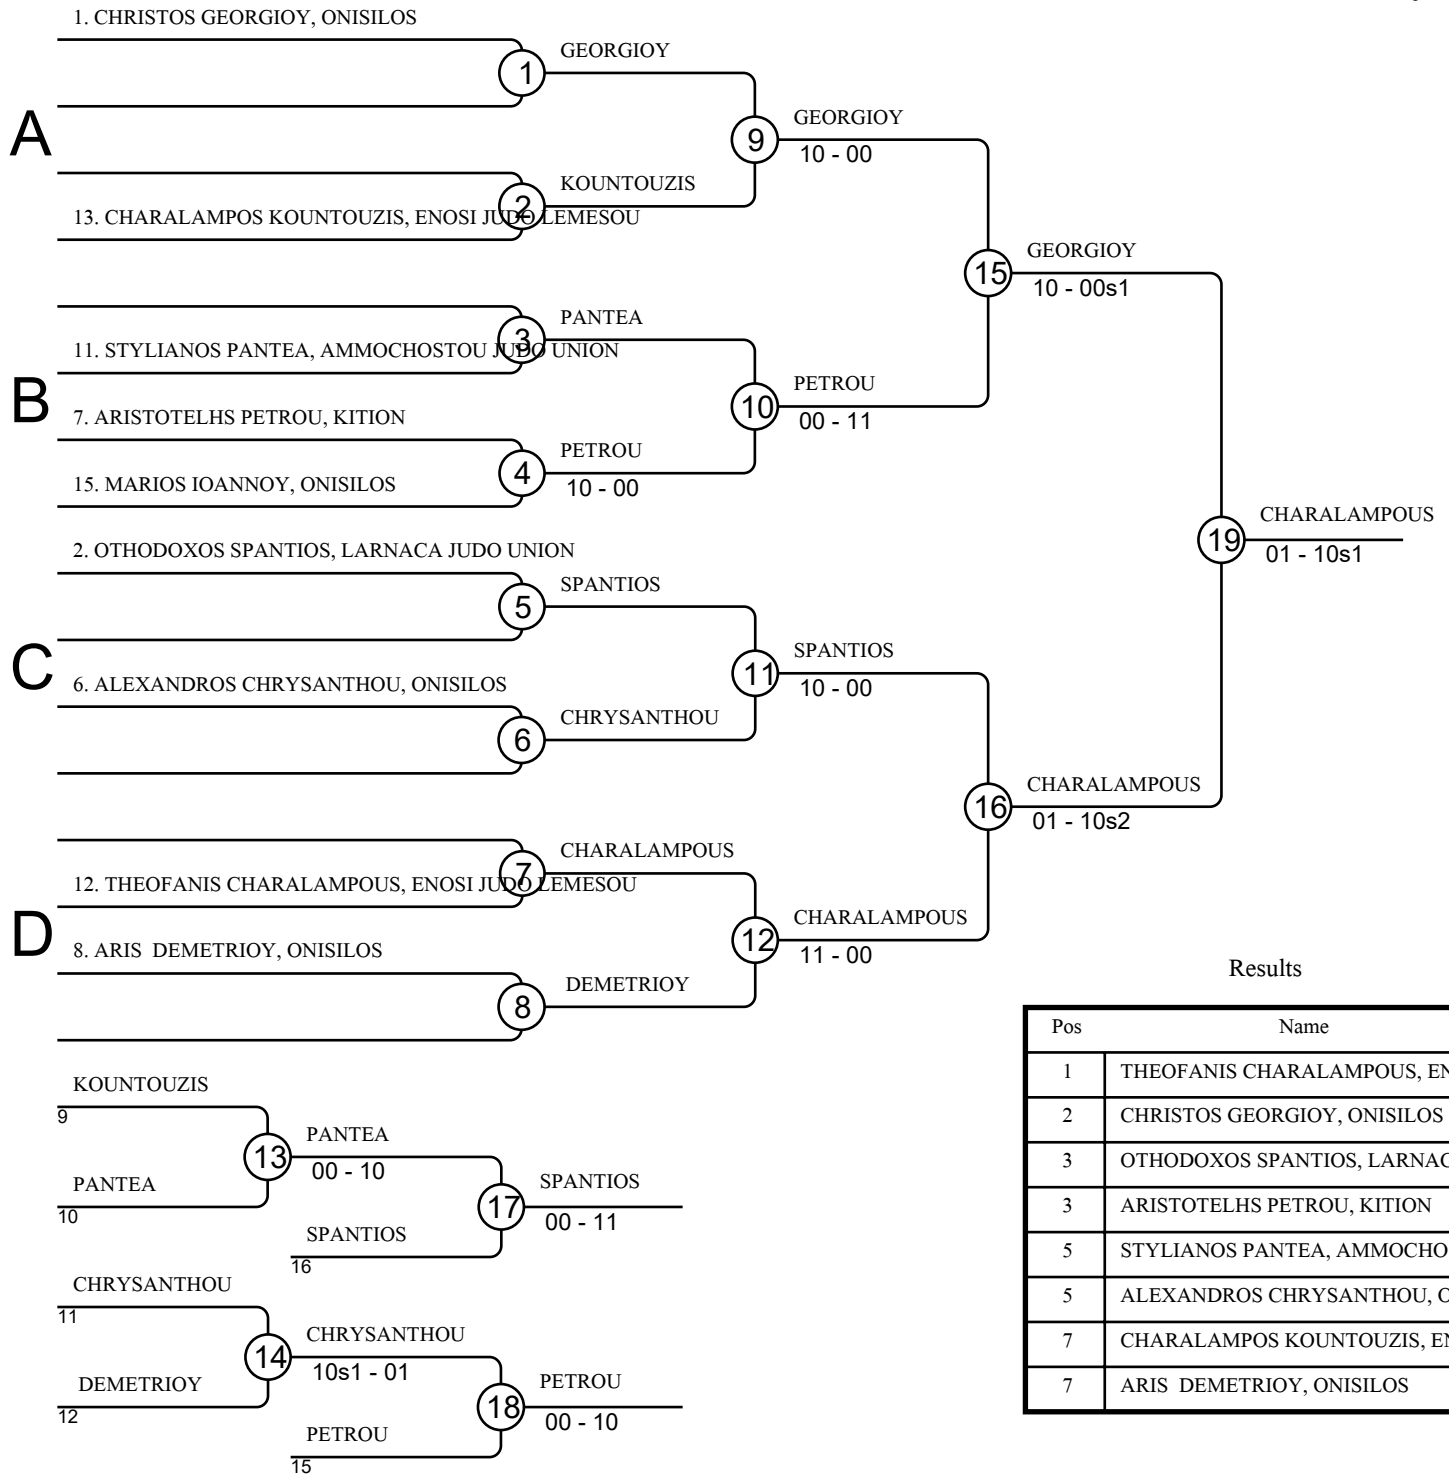 1. CHRISTOS GEORGIOY, ONISILOS
1
GEORGIOY
A
9
GEORGIOY
10 - 00
2
KOUNTOUZIS
13. CHARALAMPOS KOUNTOUZIS, ENOSI JUDO LEMESOU
15
GEORGIOY
10 - 00s1
3
PANTEA
11. STYLIANOS PANTEA, AMMOCHOSTOU JUDO UNION
B
10
PETROU
00 - 11
7. ARISTOTELHS PETROU, KITION
4
PETROU
10 - 00
15. MARIOS IOANNOY, ONISILOS
19
CHARALAMPOUS
01 - 10s1
2. OTHODOXOS SPANTIOS, LARNACA JUDO UNION
5
SPANTIOS
C
11
SPANTIOS
10 - 00
6. ALEXANDROS CHRYSANTHOU, ONISILOS
6
CHRYSANTHOU
16
CHARALAMPOUS
01 - 10s2
7
CHARALAMPOUS
12. THEOFANIS CHARALAMPOUS, ENOSI JUDO LEMESOU
D
12
CHARALAMPOUS
11 - 00
8. ARIS  DEMETRIOY, ONISILOS
8
DEMETRIOY
KOUNTOUZIS
9
13
PANTEA
00 - 10
PANTEA
10
17
SPANTIOS
00 - 11
SPANTIOS
16
CHRYSANTHOU
11
14
CHRYSANTHOU
10s1 - 01
DEMETRIOY
12
18
PETROU
00 - 10
PETROU
15
Results
Pos Name
1 THEOFANIS CHARALAMPOUS,
2 CHRISTOS GEORGIOY, ONISILOS
3 OTHODOXOS SPANTIOS,
3 ARISTOTELHS PETROU, KITION
5 STYLIANOS PANTEA,
5 ALEXANDROS CHRYSANTHOU,
7 CHARALAMPOS KOUNTOUZIS,
7 ARIS  DEMETRIOY, ONISILOS